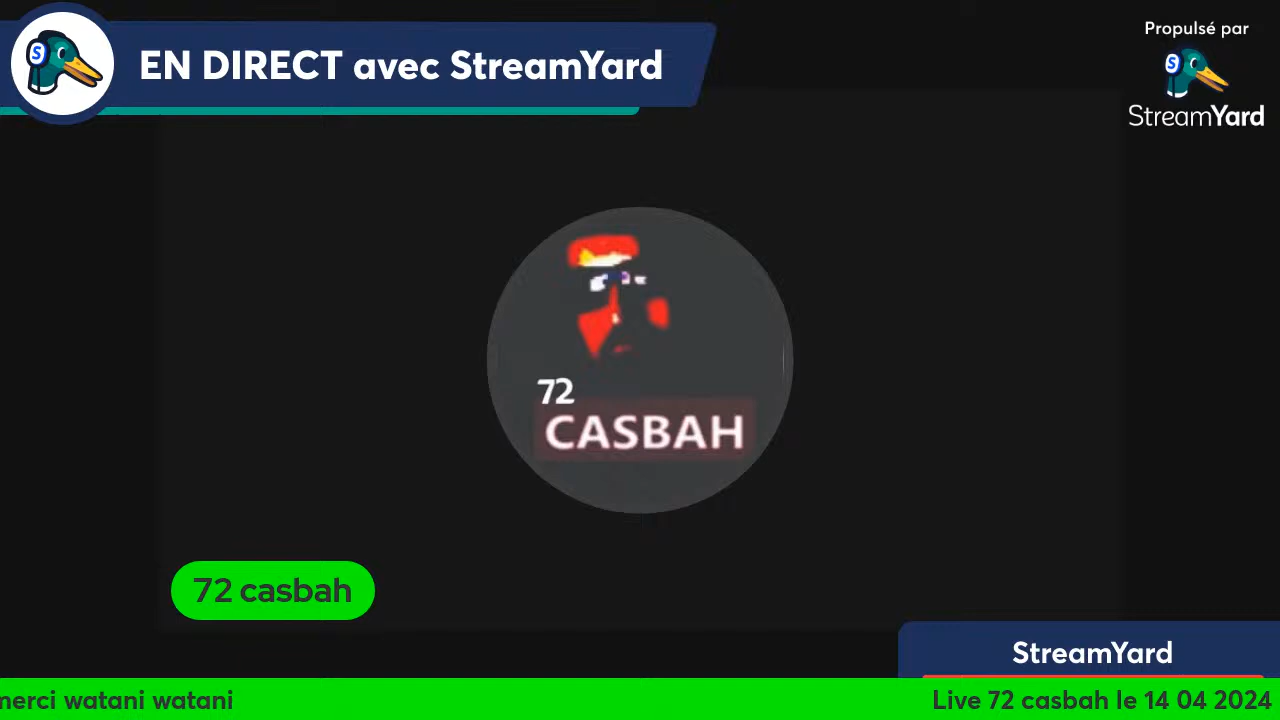 EN DIRECT avec StreamYard
Propulsé par
StreamYard
72
CASBAH
72 casbah
StreamYard
merci watani watani
Live 72 casbah le 14 04 2024